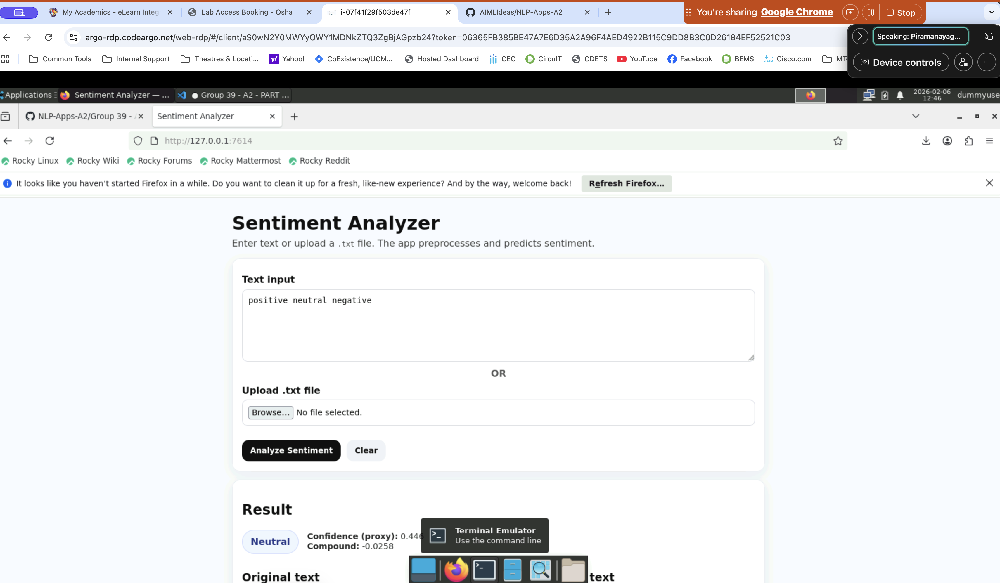 My Academics - eLearn Integ
Lab Access Booking - Osha
i-07f41f29f503de47f
AIMLIdeas/NLP-Apps-A2
You're sharing Google Chrome
Stop
argo-rdp.codeargo.net/web-rdp/#/client/aS0wN2Y0MWYyOWY1MDNkZTQ3ZgBjAGpzb24?token=06365FB385BE47A7E6D35A2A96F4AED4922B115C9DD8B3C0D26184EF52521C03
Speaking: Piramanayag...
Common Tools
Internal Support
Theatres & Locati...
Yahoo!
CoExistence/UCM...
Hosted Dashboard
CEC
CircuIT
CDETS
YouTube
Facebook
BEMS
Cisco.com
Device controls
Applications
Sentiment Analyzer — ...
Group 39 - A2 - PART ...
2026-02-06
12:46
dummyuse
NLP-Apps-A2/Group 39 -
Sentiment Analyzer
http://127.0.0.1:7614
Rocky Linux
Rocky Wiki
Rocky Forums
Rocky Mattermost
Rocky Reddit
It looks like you haven’t started Firefox in a while. Do you want to clean it up for a fresh, like-new experience? And by the way, welcome back!
Refresh Firefox...
Sentiment Analyzer
Enter text or upload a .txt file. The app preprocesses and predicts sentiment.
Text input
positive neutral negative
OR
Upload .txt file
Browse... No file selected.
Analyze Sentiment
Clear
Result
Neutral
Confidence (proxy): 0.446
Compound: -0.0258
Terminal Emulator
Use the command line
Original text
text